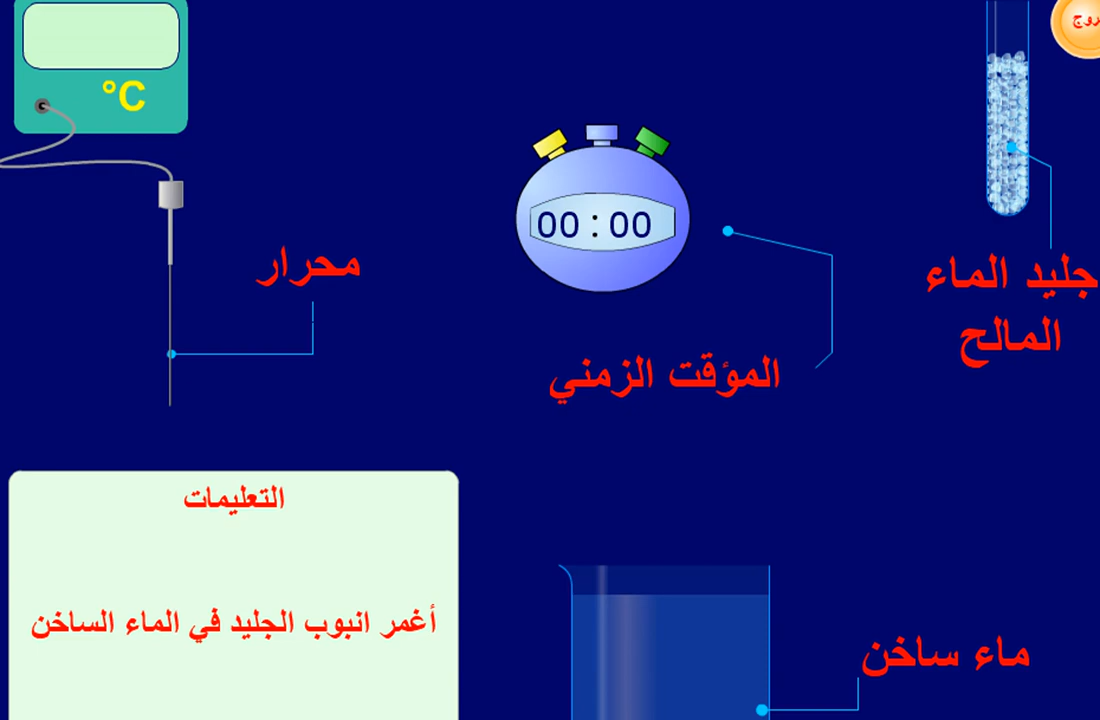 °C
00 : 00
محرار
المؤقت الزمني
جليد الماء
المالح
التعليمات
أغمر انبوب الجليد في الماء الساخن
ماء ساخن